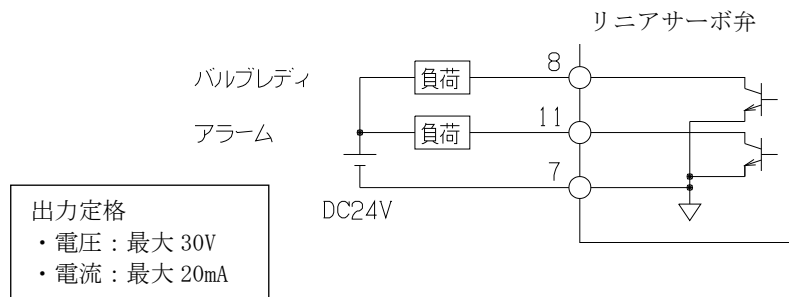 リニアサーボ弁
バルブレディ
負荷
8
アラーム
負荷
11
7
DC24V
出力定格
・電圧：最大 30V
・電流：最大 20mA